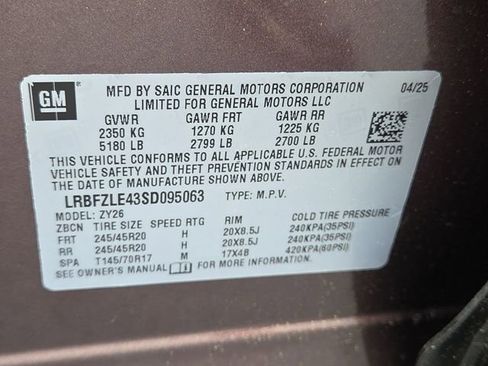 GM
MFD BY SAIC GENERAL MOTORS CORPORATION 04/25
LIMITED FOR GENERAL MOTORS LLC
GVWR GAWR FRT GAWR RR
2350 KG 1270 KG 1225 KG
5180 LB 2799 LB 2700 LB
THIS VEHICLE CONFORMS TO ALL APPLICABLE U.S. FEDERAL MOTOR
VEHICLE SAFETY AND THEFT PREVENTION STANDARDS IN EFFECT ON
THE DATE OF MANUFACTURE SHOWN ABOVE.
LRBFZLE43SD095063 TYPE: M.P.V.
MODEL: ZY26
ZBCN TIRE SIZE SPEED RTG RIM COLD TIRE PRESSURE
FRT 245/45R20 H 20X8.5J 240KPA(35PSI)
RR 245/45R20 H 20X8.5J 240KPA(35PSI)
SPA T145/70R17 M 17X4B 420KPA(60PSI)
SEE OWNER'S MANUAL FOR MORE INFORMATION.